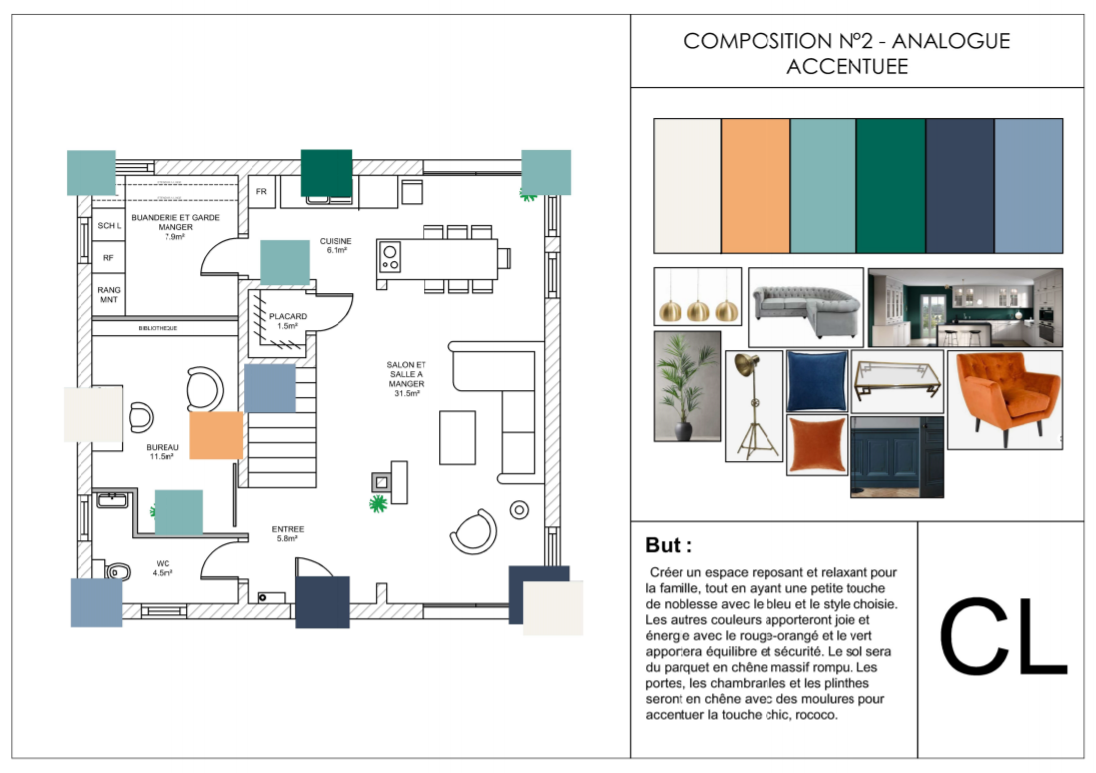 COMPOSITION N°2 - ANALOGUE
ACCENTUEE
FR
SCH L
BUANDERIE ET GARDE
MANGER
7.9m²
RF
RANG
MNT
CUISINE
6.1m²
PLACARD
1.5m²
BIBLIOTHEQUE
SALON ET
SALLE A
MANGER
31.5m²
BUREAU
11.5m²
ENTREE
5.8m²
WC
4.5m²
But :
Créer un espace reposant et relaxant pour
la famille, tout en ayant une petite touche
de noblesse avec le bleu et le style choisie.
Les autres couleurs apporteront joie et
énergie avec le rouge-orangé et le vert
apportera équilibre et sécurité. Le sol sera
du parquet en chêne massif rompu. Les
portes, les chambranles et les plinthes
seront en chêne avec des moulures pour
accentuer la touche chic, rococo.
CL